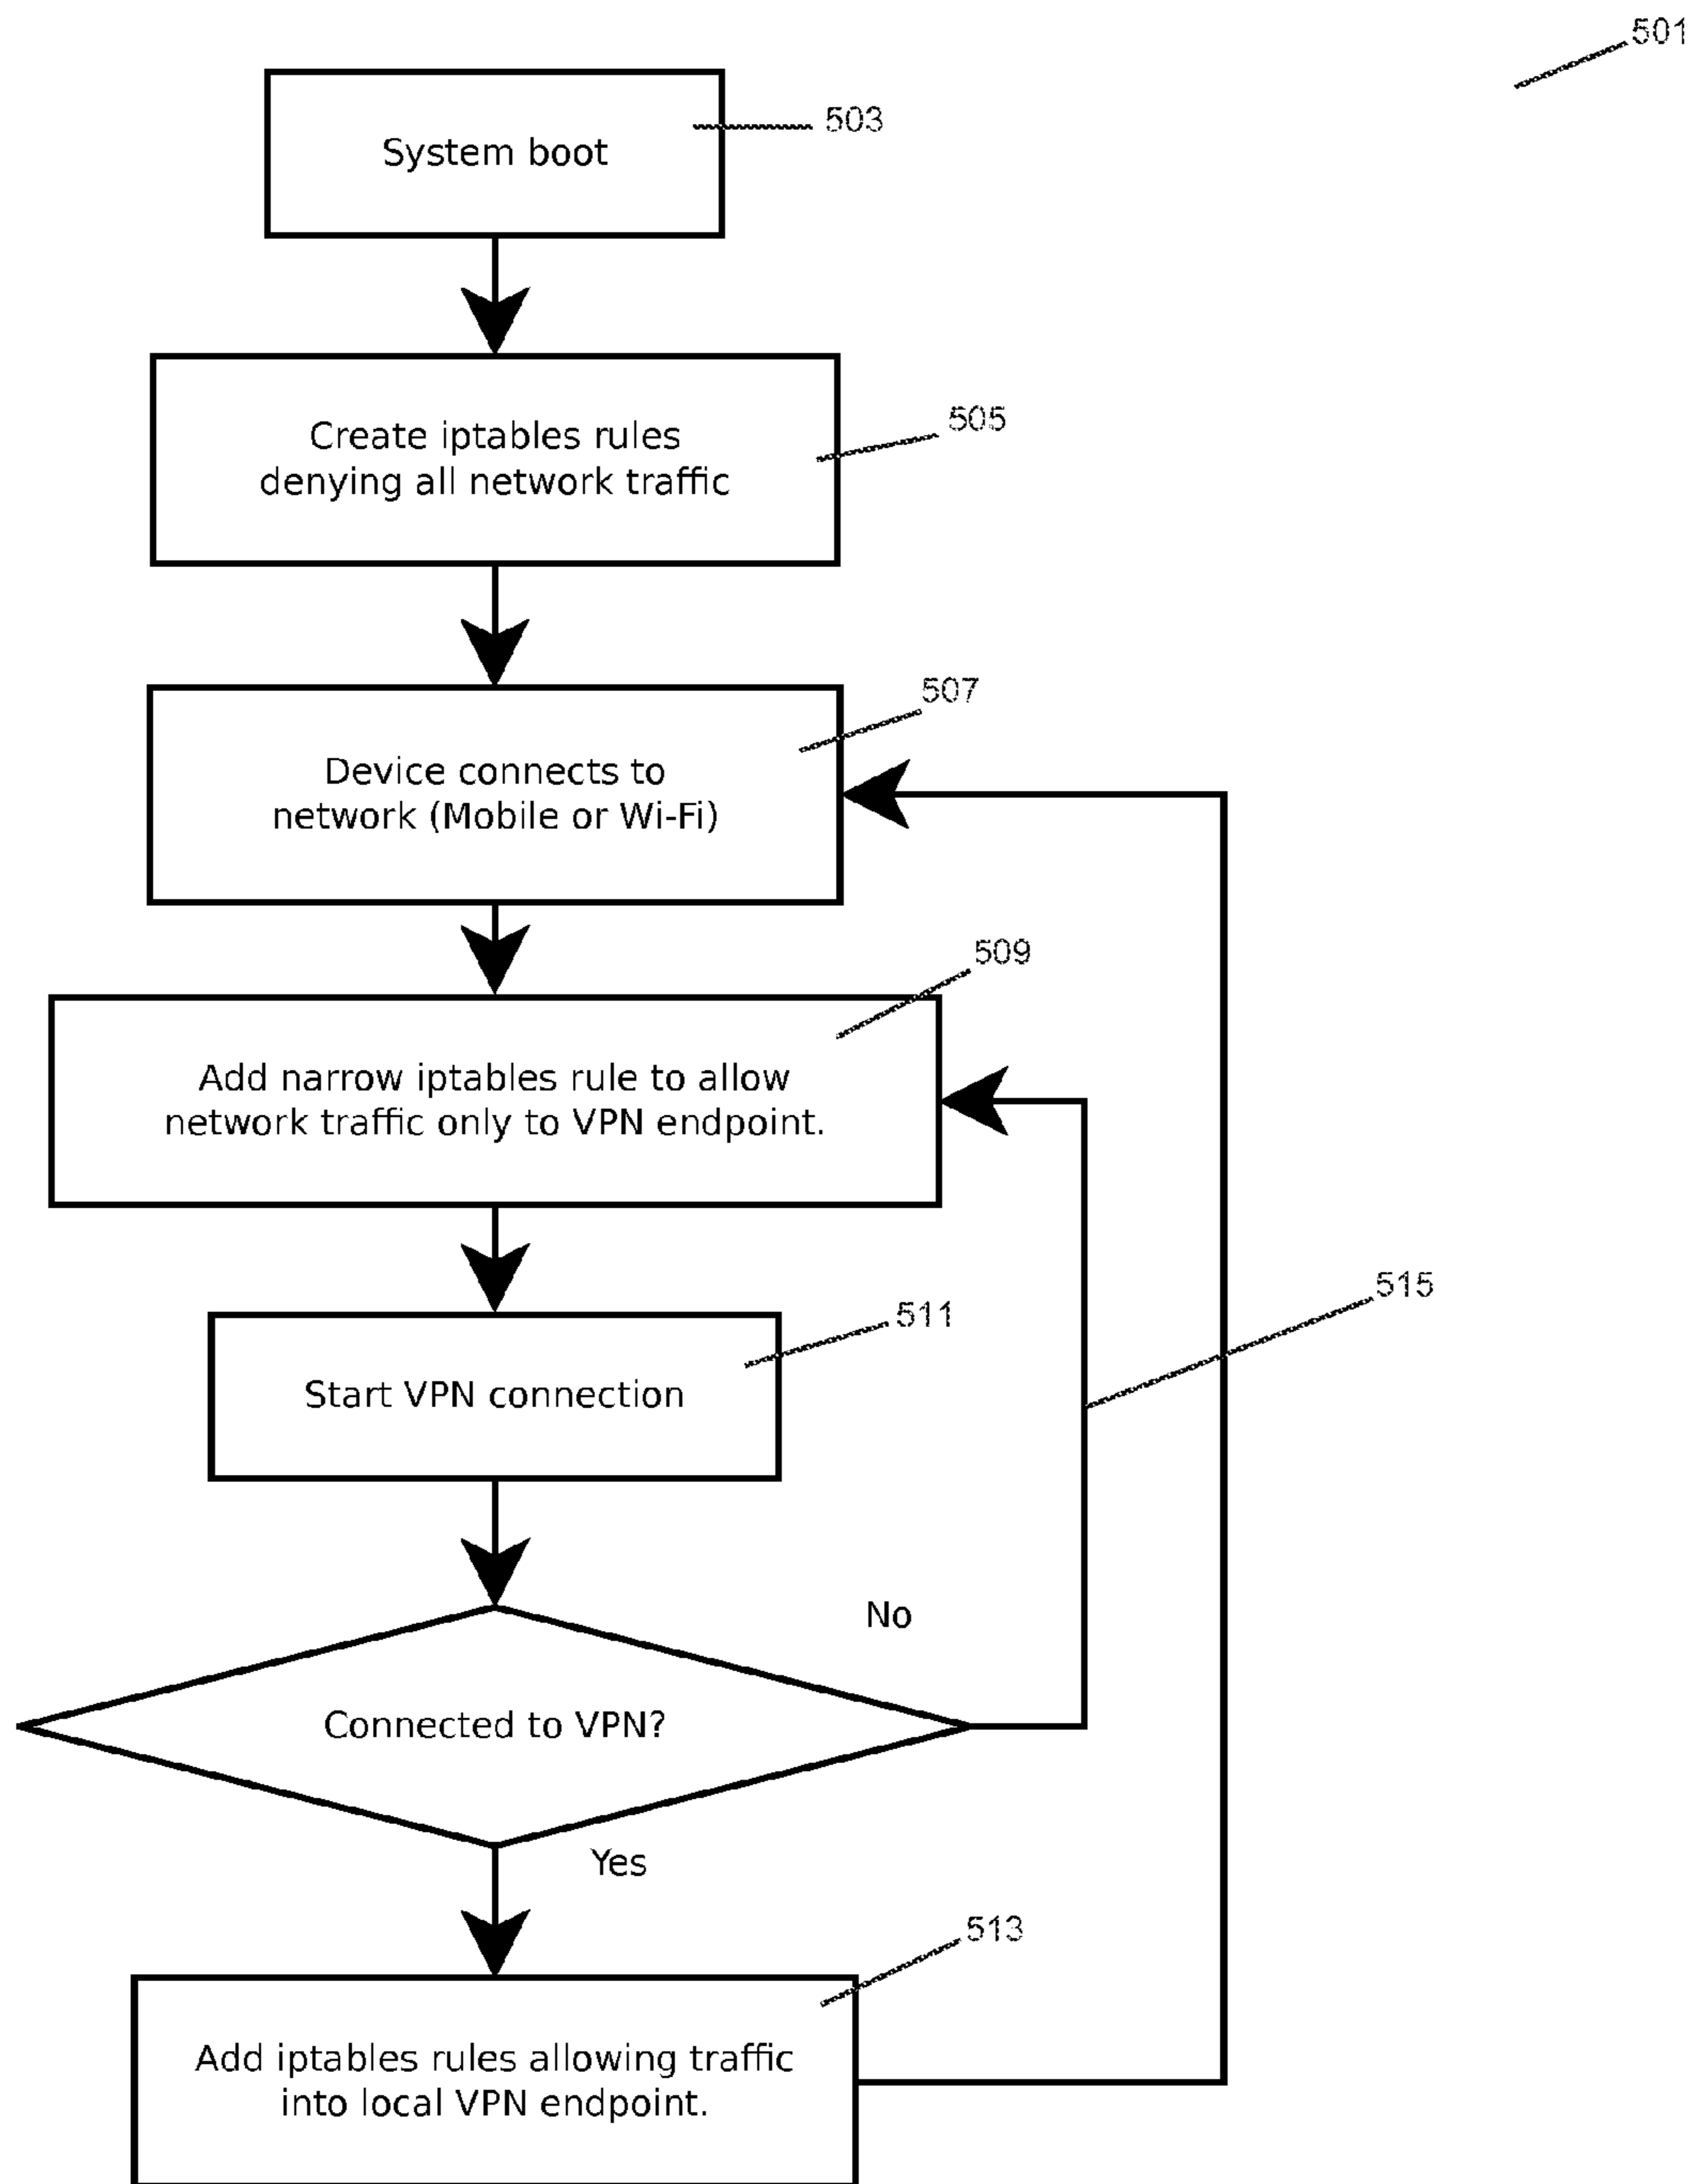 501
503
System boot
505
Create iptables rules
denying all network traffic
507
Device connects to
network (Mobile or Wi-Fi)
509
Add narrow iptables rule to allow
network traffic only to VPN endpoint.
515
511
Start VPN connection
No
Connected to VPN?
Yes
513
Add iptables rules allowing traffic
into local VPN endpoint.